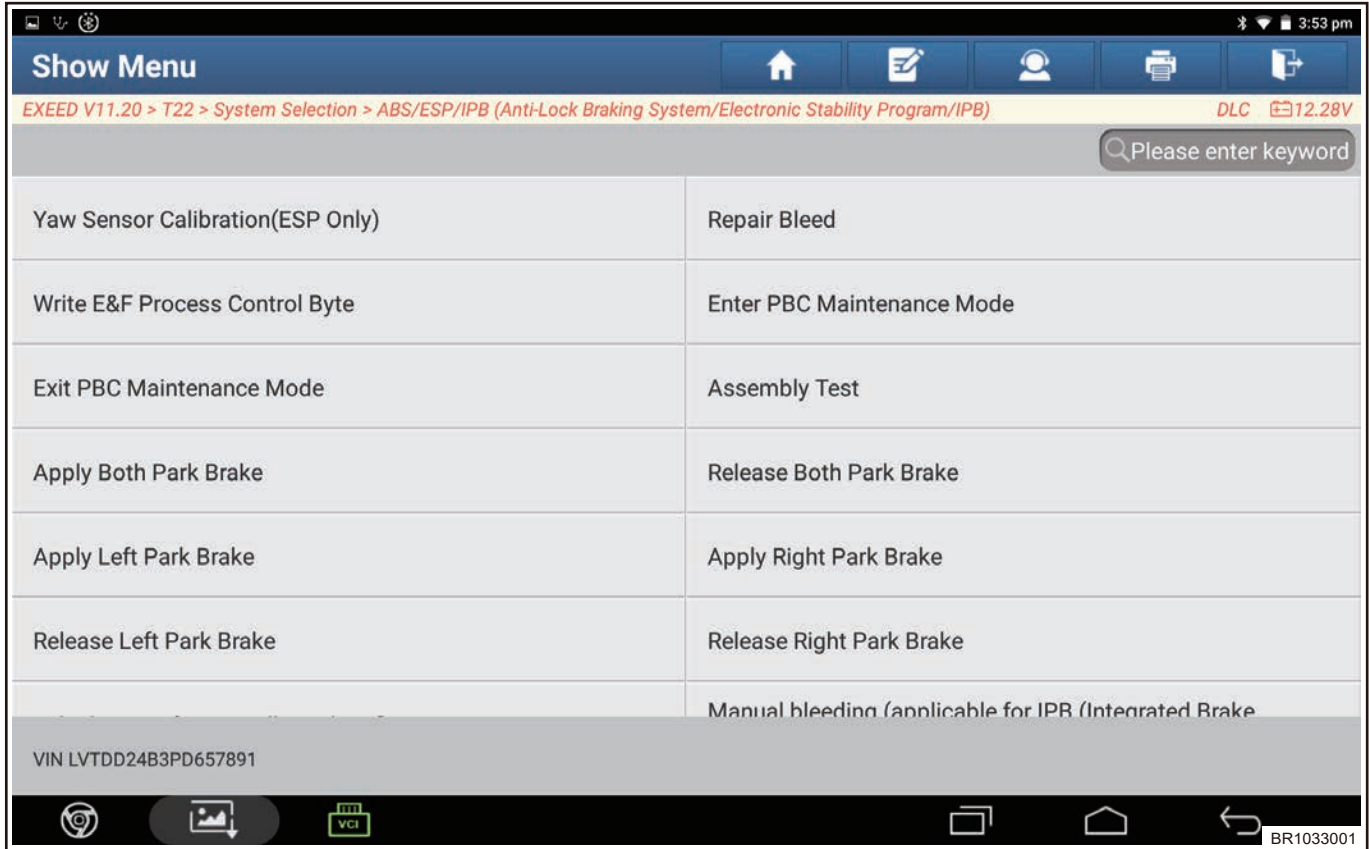 3:53 pm
Show Menu
EXEED V11.20 > T22 > System Selection > ABS/ESP/IPB (Anti-Lock Braking System/Electronic Stability Program/IPB) DLC 12.28V
Please enter keyword
Yaw Sensor Calibration(ESP Only) Repair Bleed
Write E&F Process Control Byte Enter PBC Maintenance Mode
Exit PBC Maintenance Mode Assembly Test
Apply Both Park Brake Release Both Park Brake
Apply Left Park Brake Apply Right Park Brake
Release Left Park Brake Release Right Park Brake
Manual bleeding (applicable for IPB (Integrated Brake
VIN LVTDD24B3PD657891
VCI
BR1033001